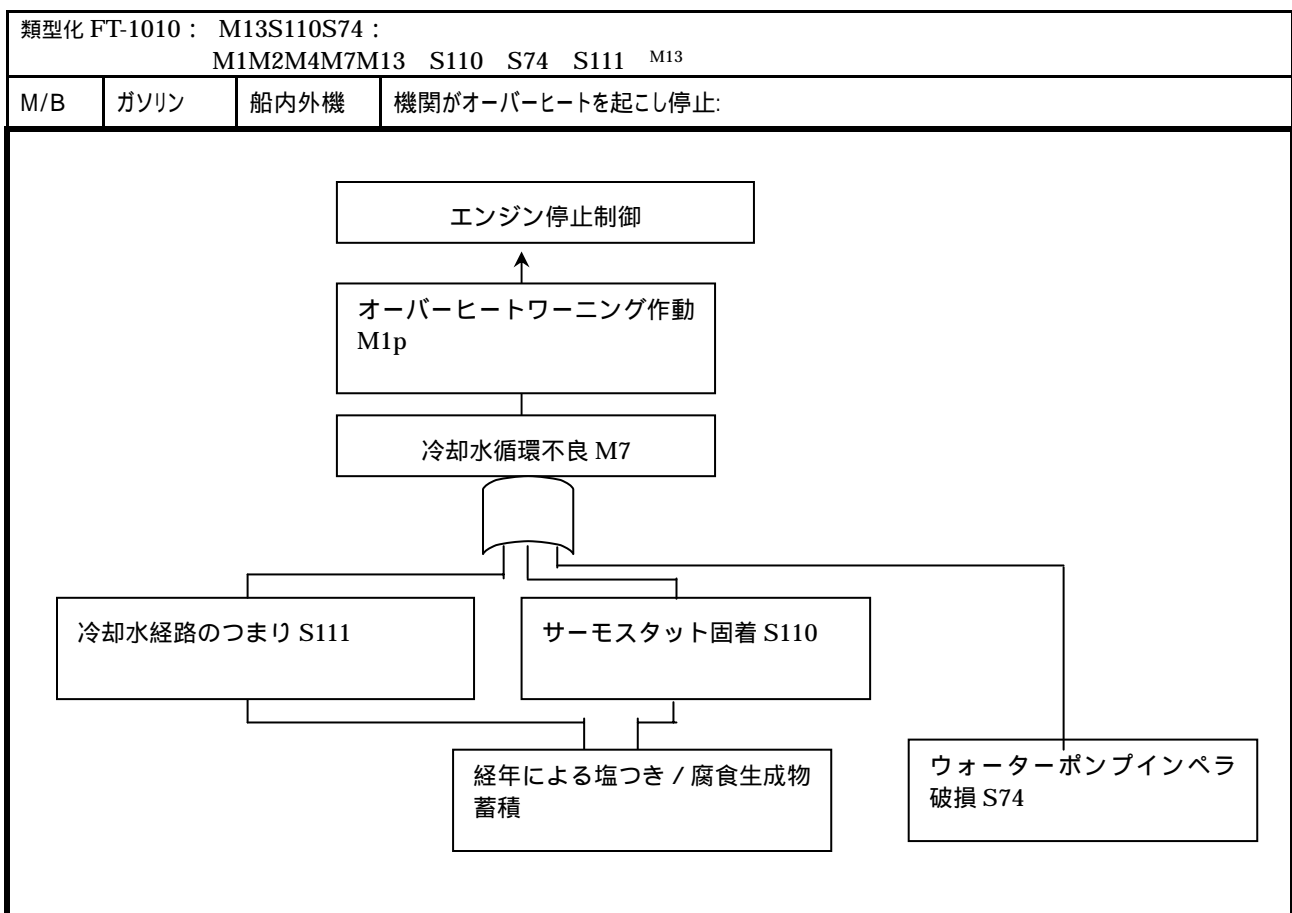 類型化 FT-1010： M13S110S74：
M1M2M4M7M13 S110 S74 S111 M13
M/B ガソリン 船内外機 機関がオーバーヒートを起こし停止:
エンジン停止制御
オーバーヒートワーニング作動
M1p
冷却水循環不良 M7
冷却水経路のつまり S111
サーモスタット固着 S110
経年による塩つき / 腐食生成物
蓄積
ウォーターポンプインペラ
破損 S74